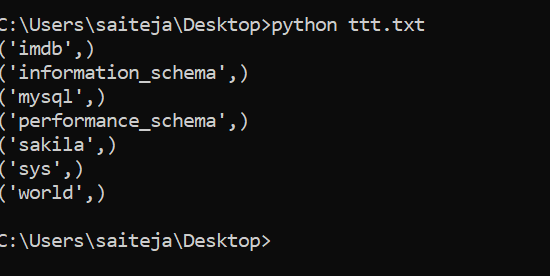 C:\Users\saiteja\Desktop>python ttt.txt
('imdb',)
('information_schema',)
('mysql',)
('performance_schema',)
('sakila',)
('sys',)
('world',)
C:\Users\saiteja\Desktop>